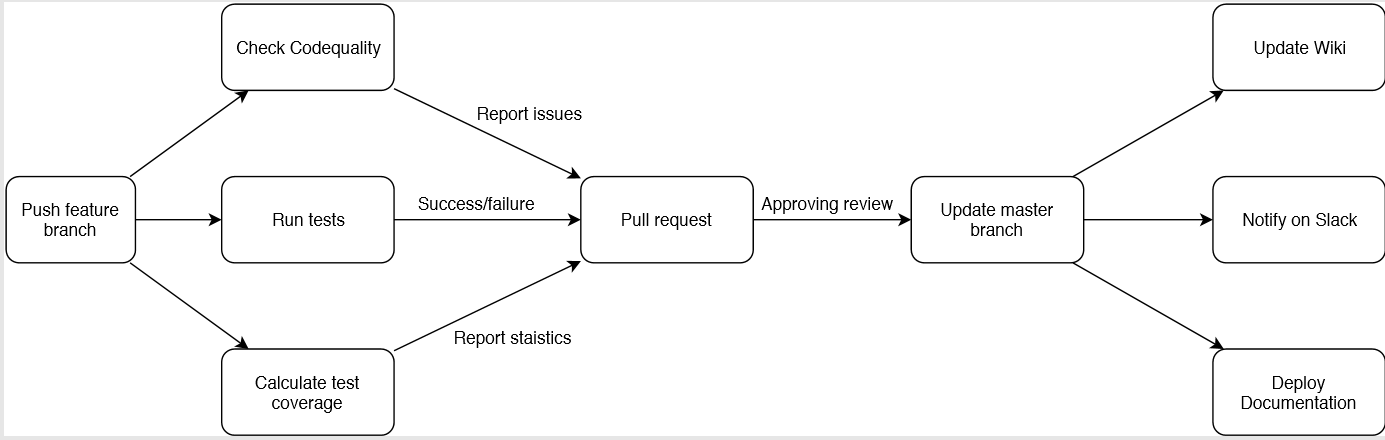 Check Codequality
Update Wiki
Report issues
Push feature
branch
Run tests
Success/failure
Pull request
Approving review
Update master
branch
Notify on Slack
Report staistics
Calculate test
coverage
Deploy
Documentation